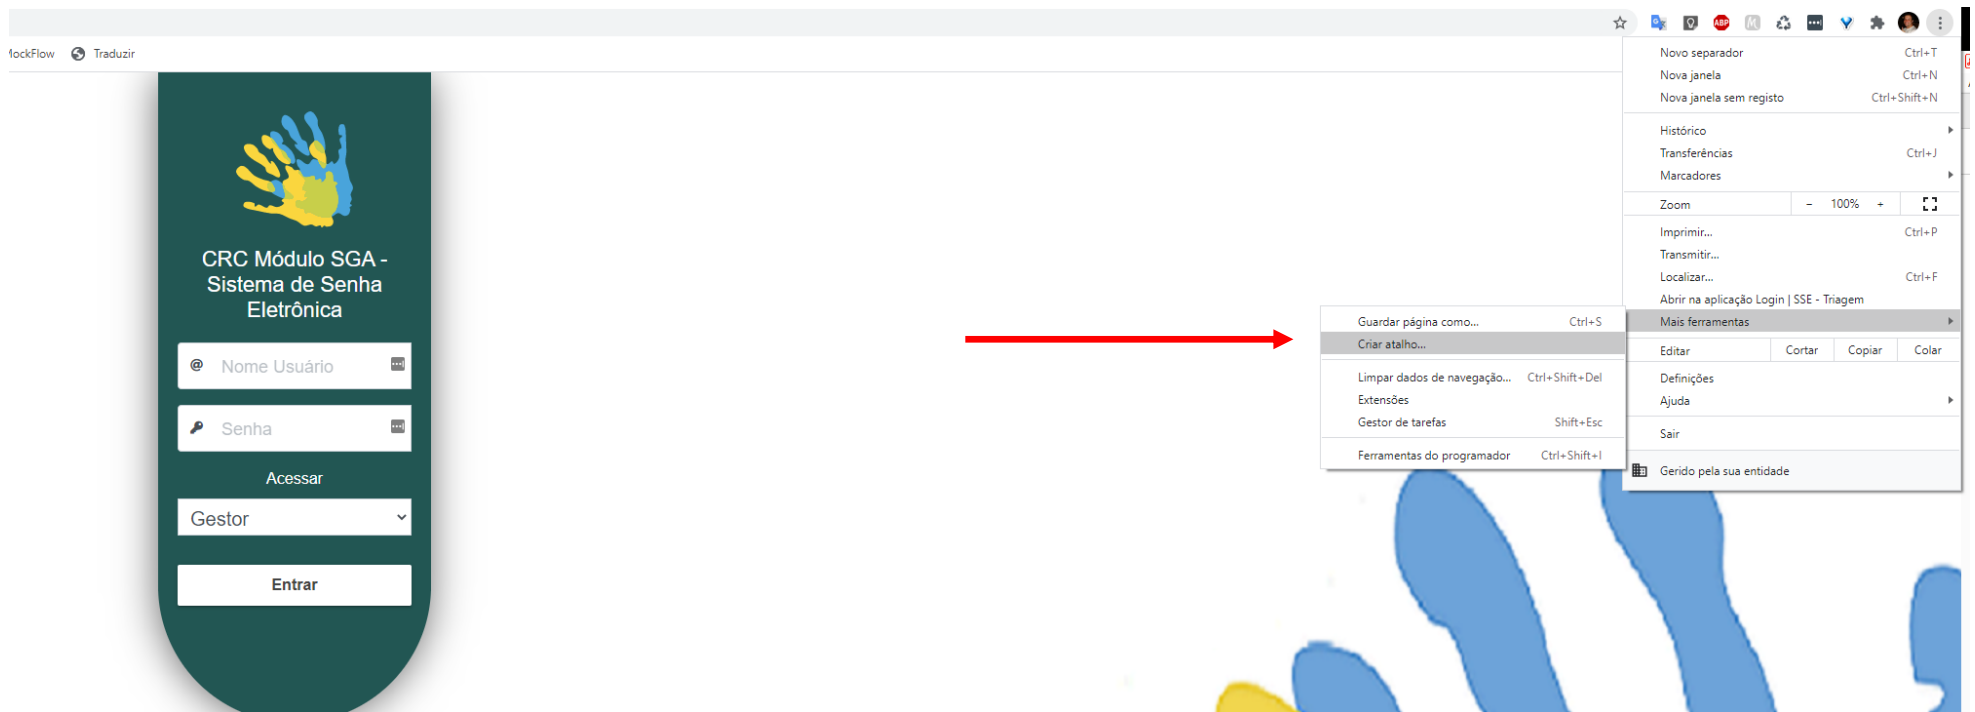 ABP
MockFlow
Traduzir
CRC Módulo SGA -
Sistema de Senha
Eletrônica
@ Nome Usuário
Senha
Acessar
Gestor
Entrar
Novo separador Ctrl+T
Nova janela Ctrl+N
Nova janela sem registo Ctrl+Shift+N
Histórico
Transferências Ctrl+J
Marcadores
Zoom - 100% +
Imprimir... Ctrl+P
Transmitir...
Localizar... Ctrl+F
Abrir na aplicação Login | SSE - Triagem
Mais ferramentas
Editar Cortar Copiar Colar
Definições
Ajuda
Sair
Gerido pela sua entidade
Guardar página como... Ctrl+S
Criar atalho...
Limpar dados de navegação... Ctrl+Shift+Del
Extensões
Gestor de tarefas Shift+Esc
Ferramentas do programador Ctrl+Shift+I